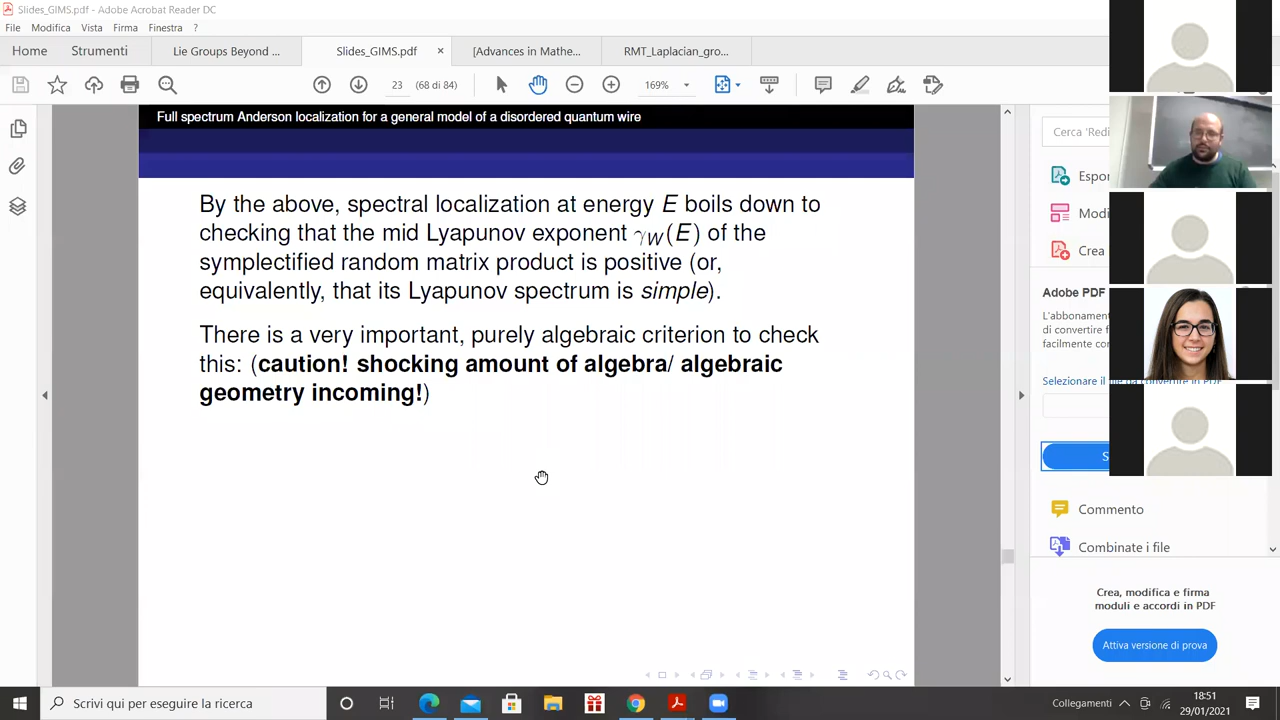 Slides_GIMS.pdf - Adobe Acrobat Reader DC
File Modifica Vista Firma Finestra ?
Home Strumenti Lie Groups Beyond ... Slides_GIMS.pdf × [Advances in Mathe... RMT_Laplacian_gro...
23 (68 di 84) 169%
Full spectrum Anderson localization for a general model of a disordered quantum wire
By the above, spectral localization at energy E boils down to
checking that the mid Lyapunov exponent γW(E) of the
symplectified random matrix product is positive (or,
equivalently, that its Lyapunov spectrum is simple).
There is a very important, purely algebraic criterion to check
this: (caution! shocking amount of algebra/ algebraic
geometry incoming!)
Cerca 'Redi
Espor
Modi
Crea
Adobe PDF
L'abbonament
di convertire f
facilmente co
Selezionare il file da convertire in PDF
S
Commento
Combinate i file
Crea, modifica e firma
moduli e accordi in PDF
Attiva versione di prova
Scrivi qui per eseguire la ricerca
Collegamenti
18:51
29/01/2021